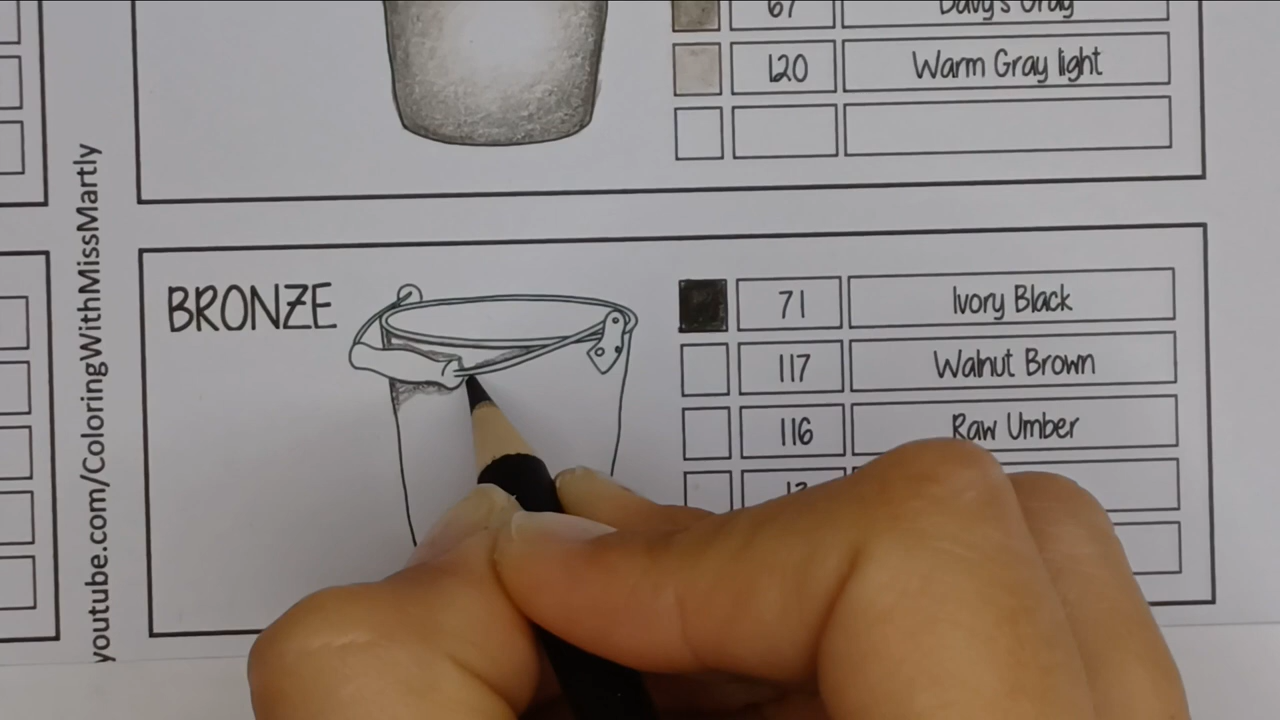 67 Davy's Gray
120 Warm Gray light
BRONZE
71 Ivory Black
117 Walnut Brown
116 Raw Umber
youtube.com/ColoringWithMissMartly